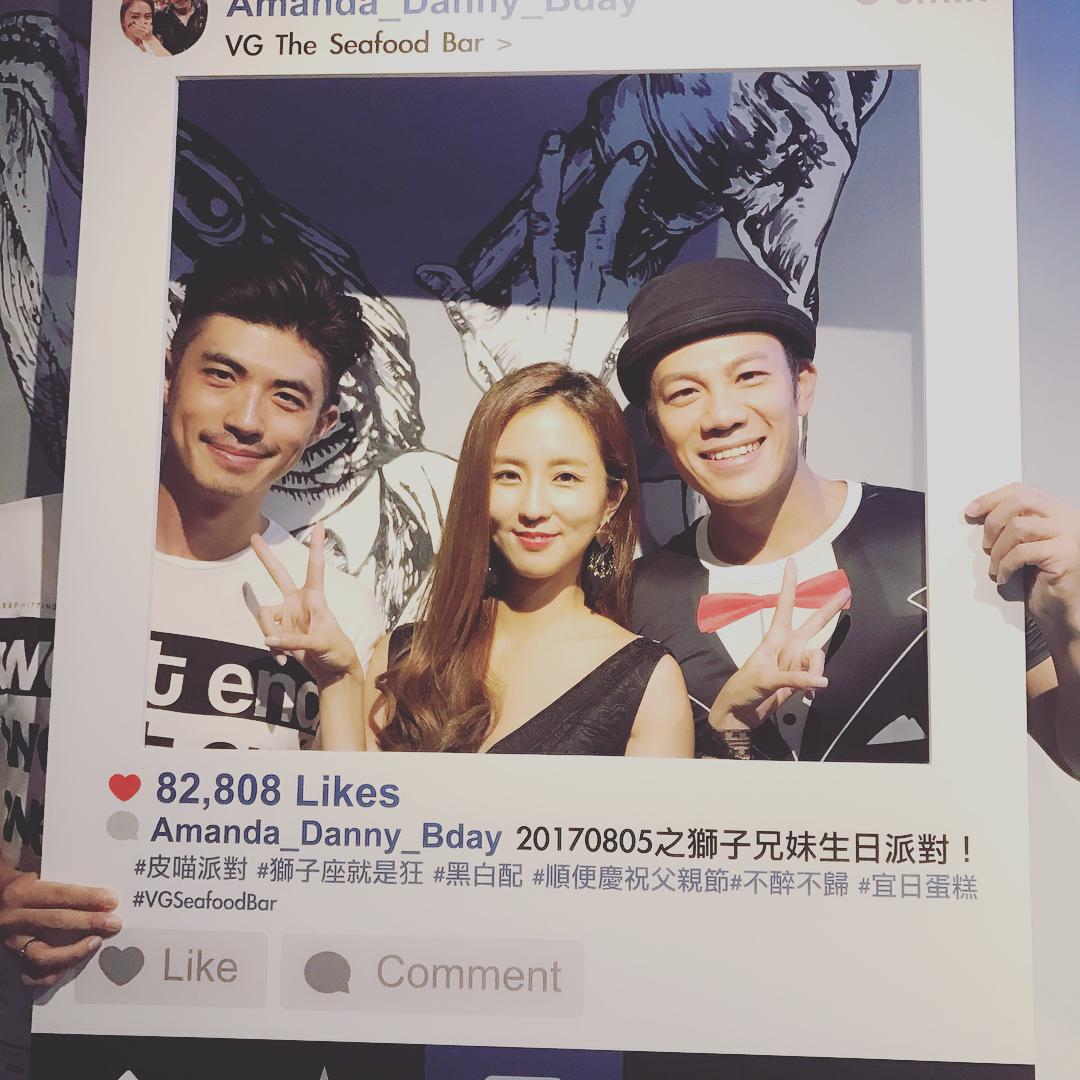 Amanda_Danny_Bday
VG The Seafood Bar >
EEP HITTING
t end
82,808 Likes
Amanda_Danny_Bday 20170805之獅子兄妹生日派對！
#皮喵派對 #獅子座就是狂 #黑白配 #順便慶祝父親節#不醉不歸 #宜日蛋糕
#VGSeafoodBar
Like
Comment